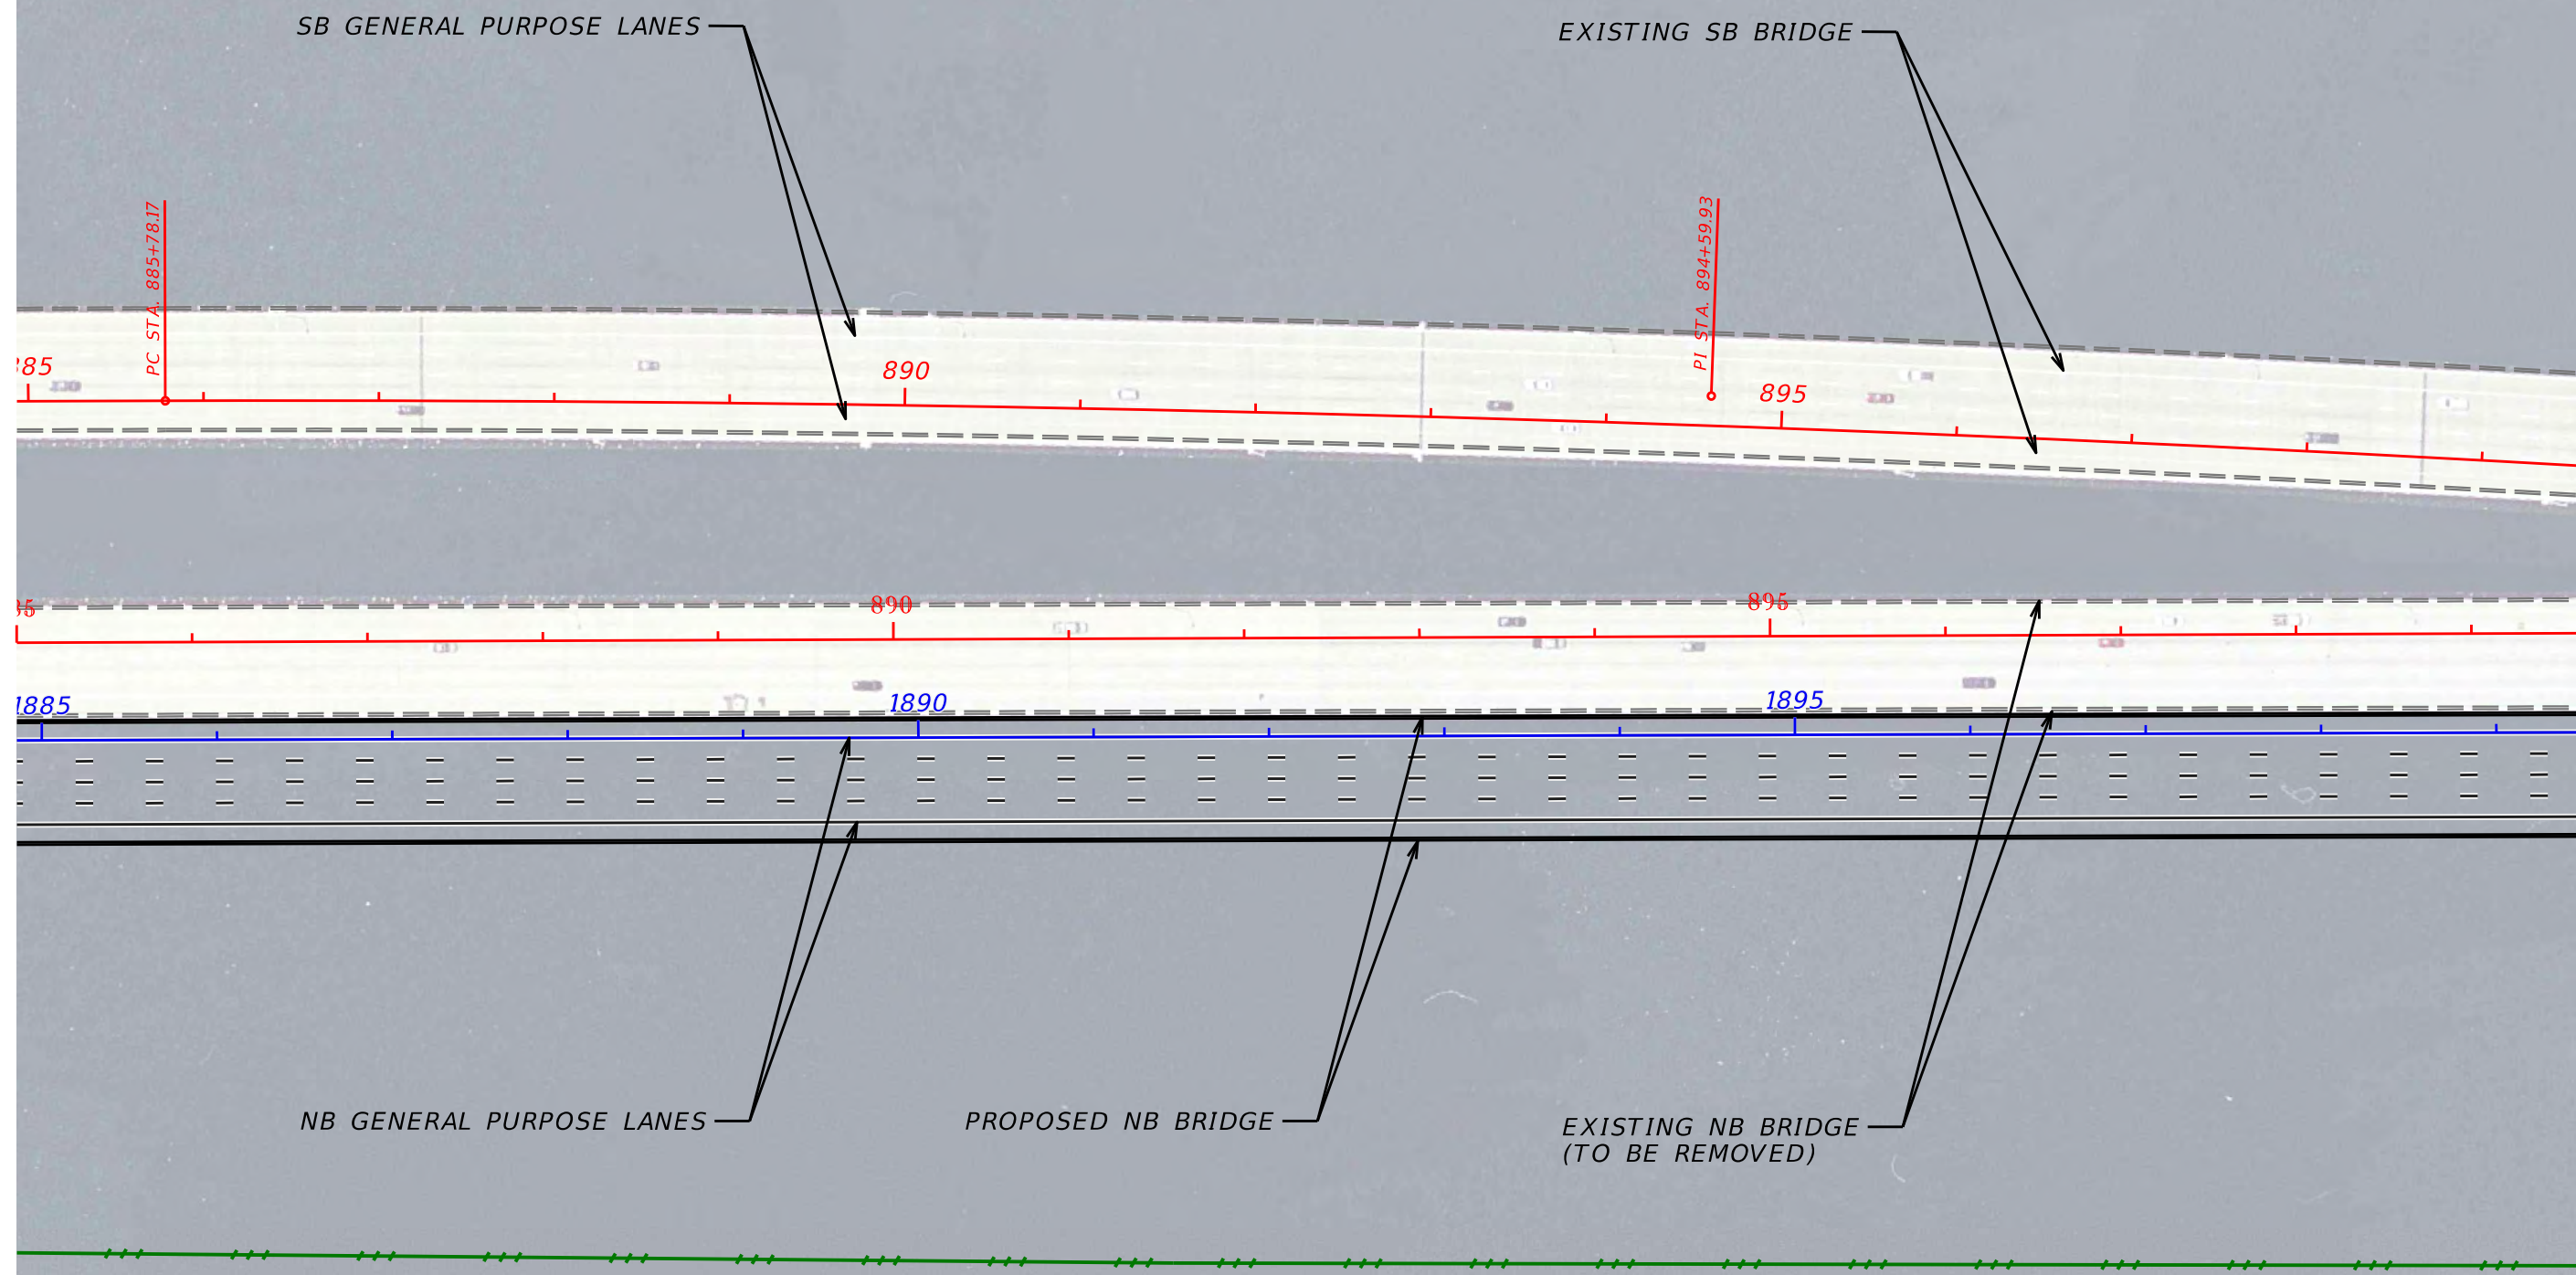 SB GENERAL PURPOSE LANES
EXISTING SB BRIDGE
PC STA. 885+78.17
PI STA. 894+59.93
885
890
895
890
895
1885
1890
1895
NB GENERAL PURPOSE LANES
PROPOSED NB BRIDGE
EXISTING NB BRIDGE
(TO BE REMOVED)